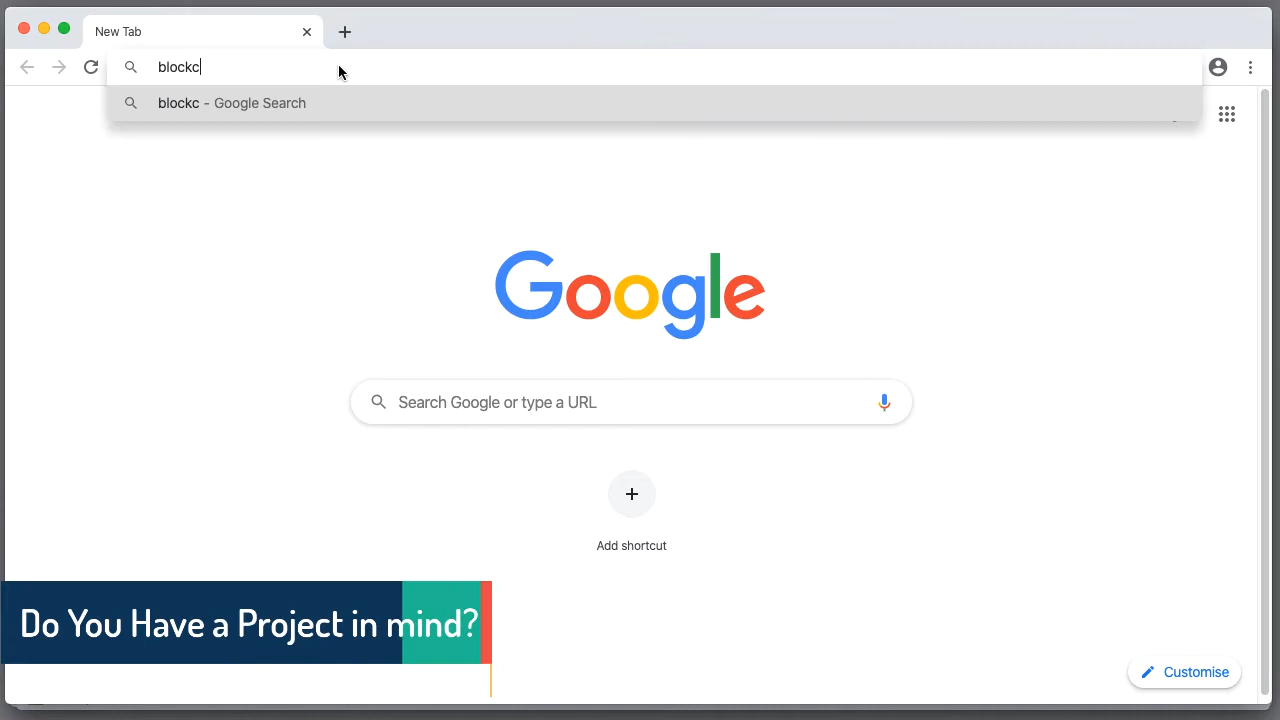 New Tab
blockc
blockc - Google Search
Google
Search Google or type a URL
Add shortcut
Do You Have a Project in mind?
Customise